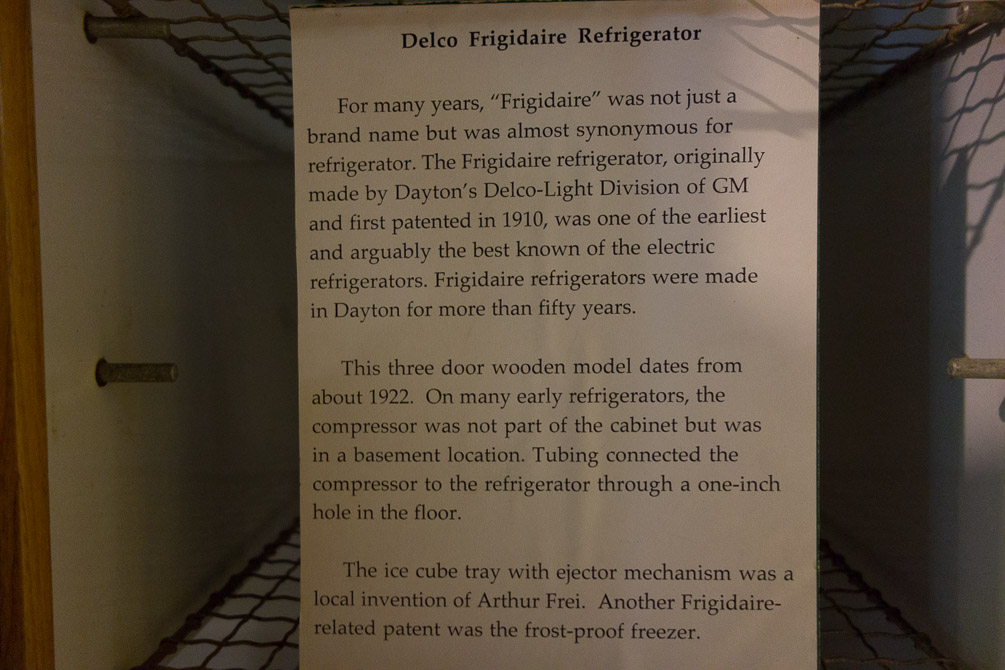 Delco Frigidaire Refrigerator
For many years, “Frigidaire” was not just a
brand name but was almost synonymous for
refrigerator. The Frigidaire refrigerator, originally
made by Dayton’s Delco-Light Division of GM
and first patented in 1910, was one of the earliest
and arguably the best known of the electric
refrigerators. Frigidaire refrigerators were made
in Dayton for more than fifty years.
This three door wooden model dates from
about 1922.  On many early refrigerators, the
compressor was not part of the cabinet but was
in a basement location. Tubing connected the
compressor to the refrigerator through a one-inch
hole in the floor.
The ice cube tray with ejector mechanism was a
local invention of Arthur Frei.  Another Frigidaire-
related patent was the frost-proof freezer.